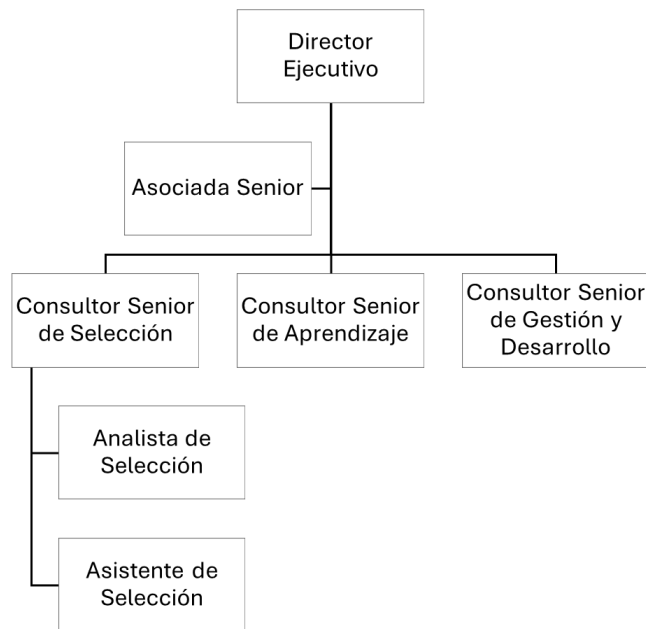 Director
Ejecutivo
Asociada Senior
Consultor Senior
de Selección
Consultor Senior
de Aprendizaje
Consultor Senior
de Gestión y
Desarrollo
Analista de
Selección
Asistente de
Selección